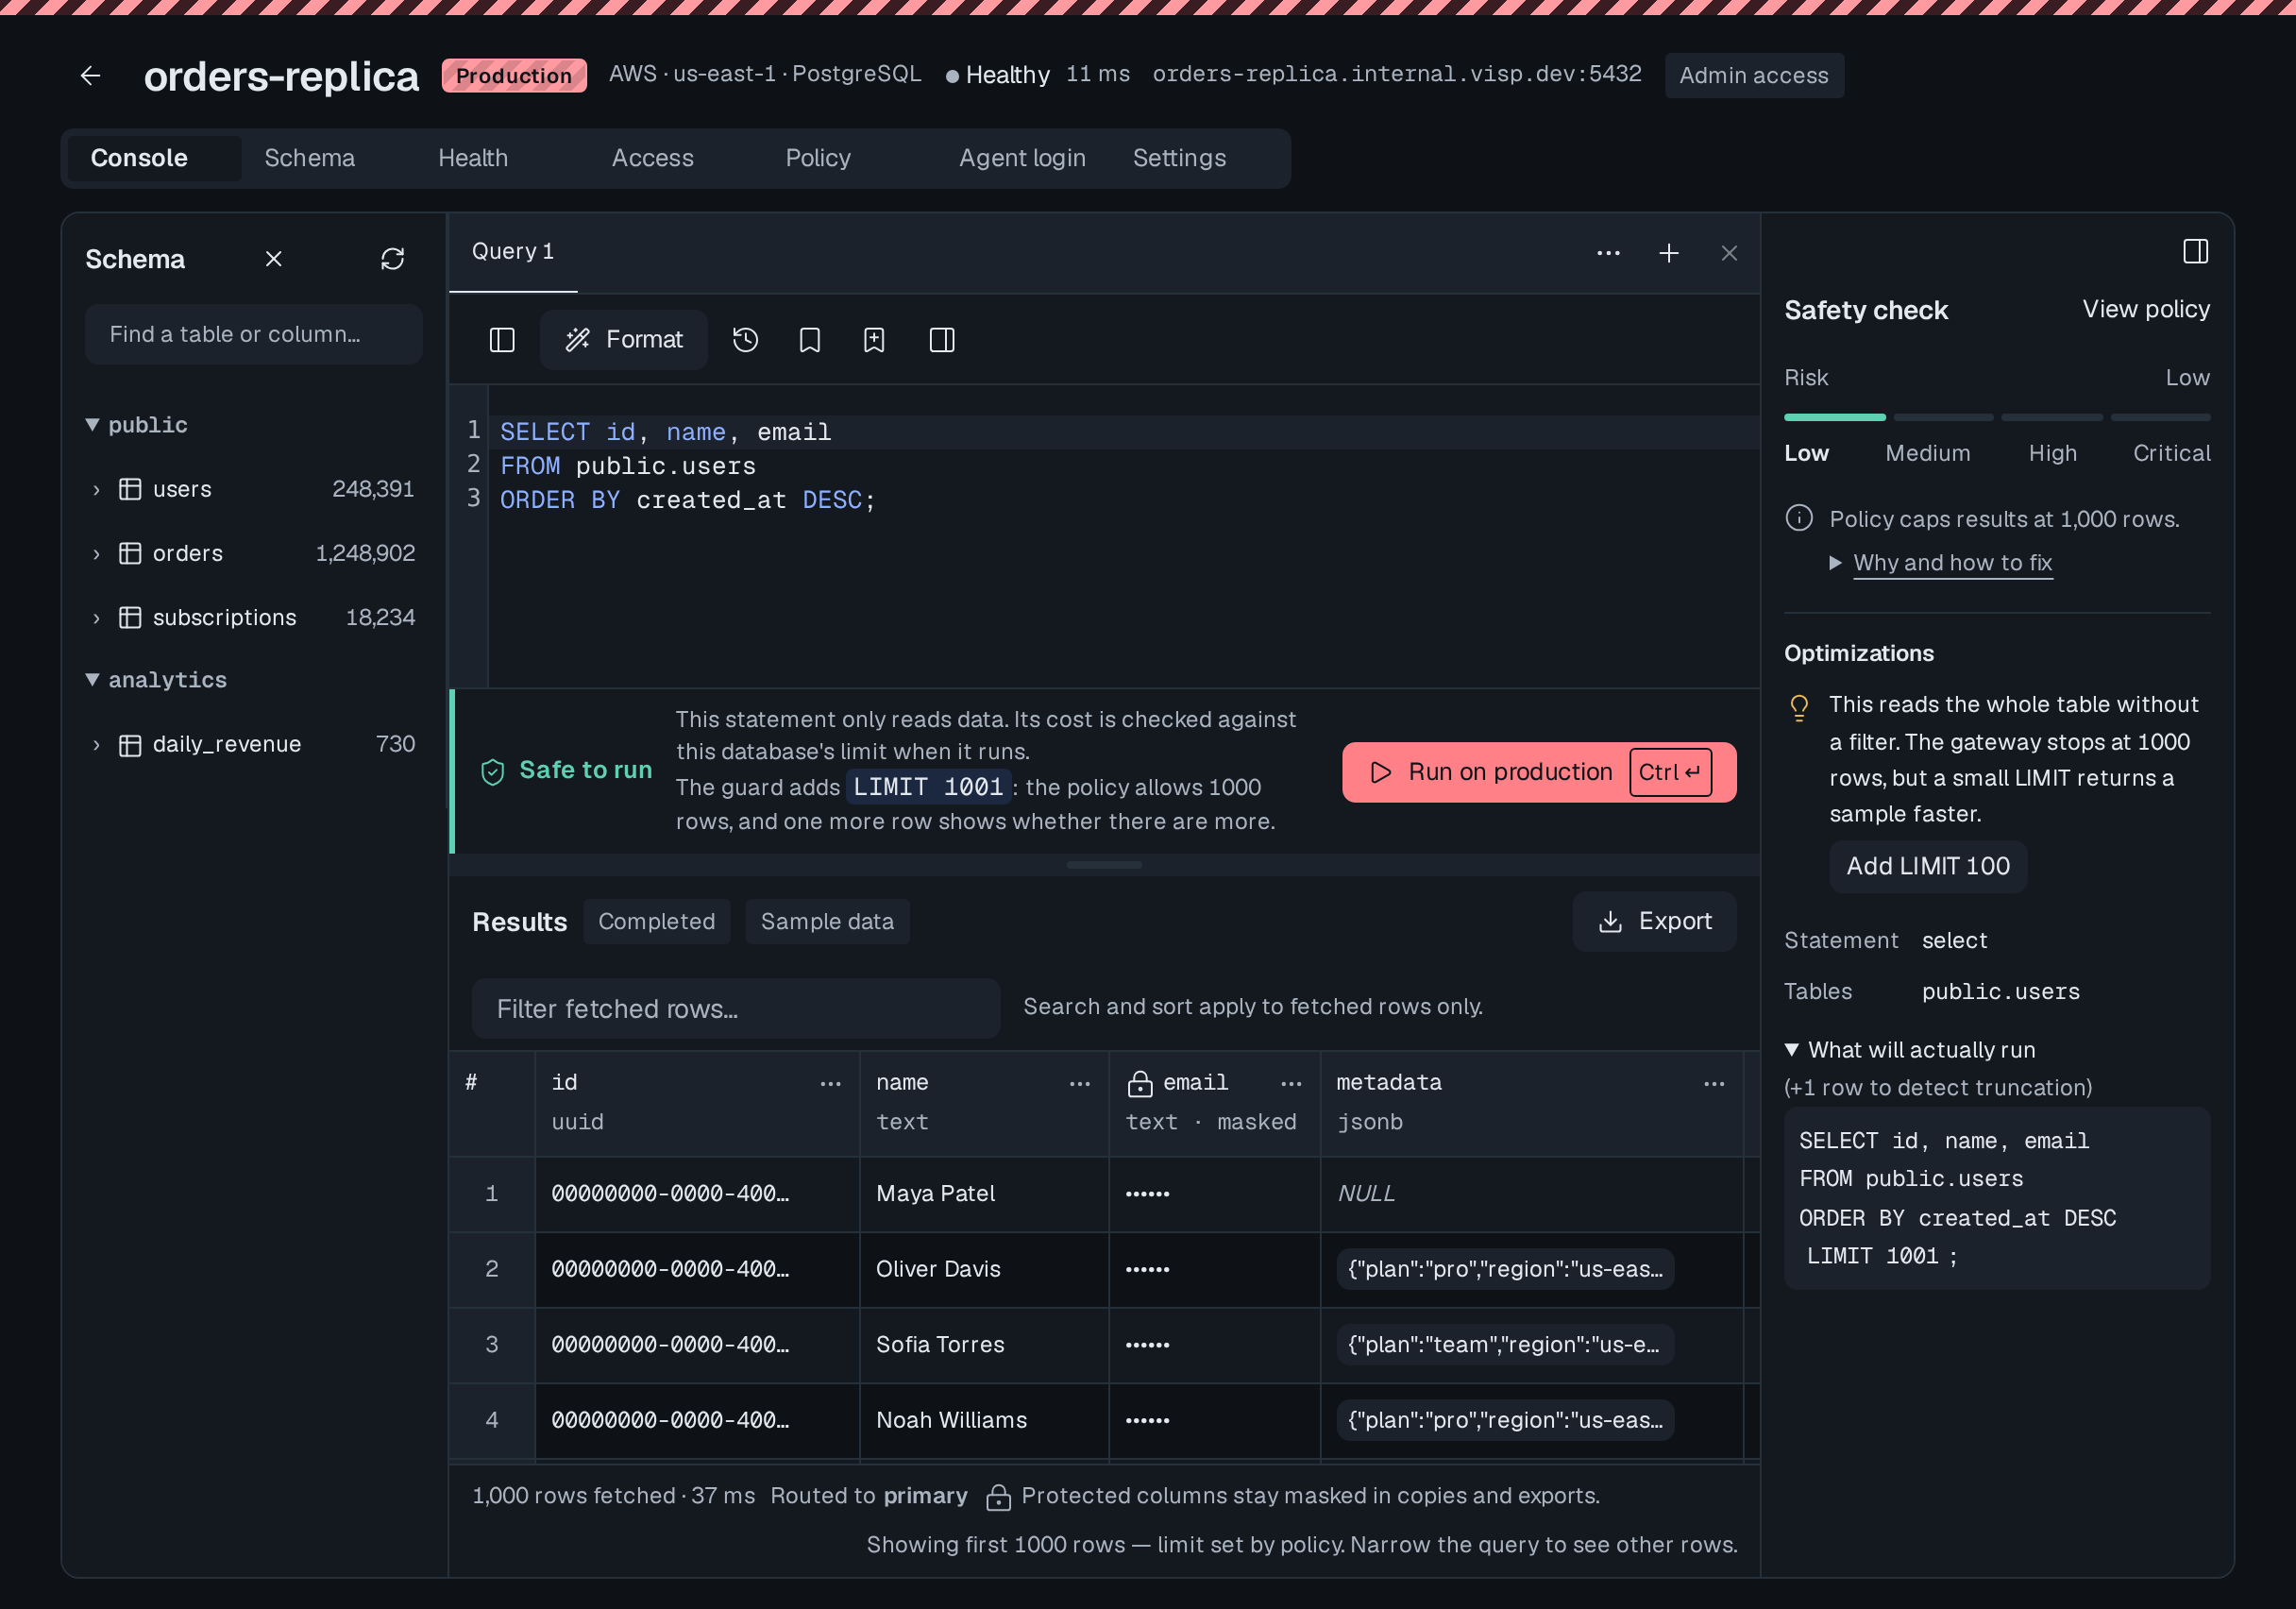 orders-replica Production AWS · us-east-1 · PostgreSQL Healthy 11 ms orders-replica.internal.visp.dev:5432 Admin access
Console Schema Health Access Policy Agent login Settings
Schema
Find a table or column...
public
users 248,391
orders 1,248,902
subscriptions 18,234
analytics
daily_revenue 730
Query 1
Format
1 SELECT id, name, email
2 FROM public.users
3 ORDER BY created_at DESC;
Safe to run
This statement only reads data. Its cost is checked against
this database's limit when it runs.
The guard adds LIMIT 1001: the policy allows 1000
rows, and one more row shows whether there are more.
Run on production Ctrl ↵
Results Completed Sample data Export
Filter fetched rows... Search and sort apply to fetched rows only.
# id name email metadata
uuid text text · masked jsonb
1 00000000-0000-400... Maya Patel •••••• NULL
2 00000000-0000-400... Oliver Davis •••••• {"plan":"pro","region":"us-eas...
3 00000000-0000-400... Sofia Torres •••••• {"plan":"team","region":"us-e...
4 00000000-0000-400... Noah Williams •••••• {"plan":"pro","region":"us-eas...
1,000 rows fetched · 37 ms Routed to primary Protected columns stay masked in copies and exports.
Showing first 1000 rows — limit set by policy. Narrow the query to see other rows.
Safety check View policy
Risk Low
Low Medium High Critical
Policy caps results at 1,000 rows.
Why and how to fix
Optimizations
This reads the whole table without
a filter. The gateway stops at 1000
rows, but a small LIMIT returns a
sample faster.
Add LIMIT 100
Statement select
Tables public.users
What will actually run
(+1 row to detect truncation)
SELECT id, name, email
FROM public.users
ORDER BY created_at DESC
LIMIT 1001 ;